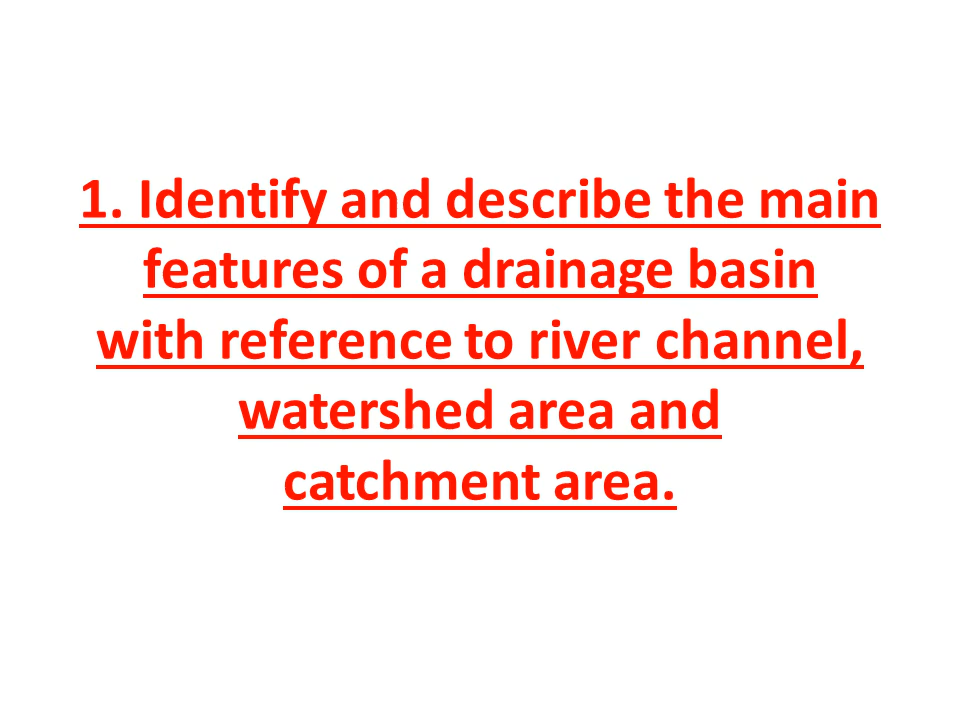 1. Identify and describe the main
features of a drainage basin
with reference to river channel,
watershed area and
catchment area.